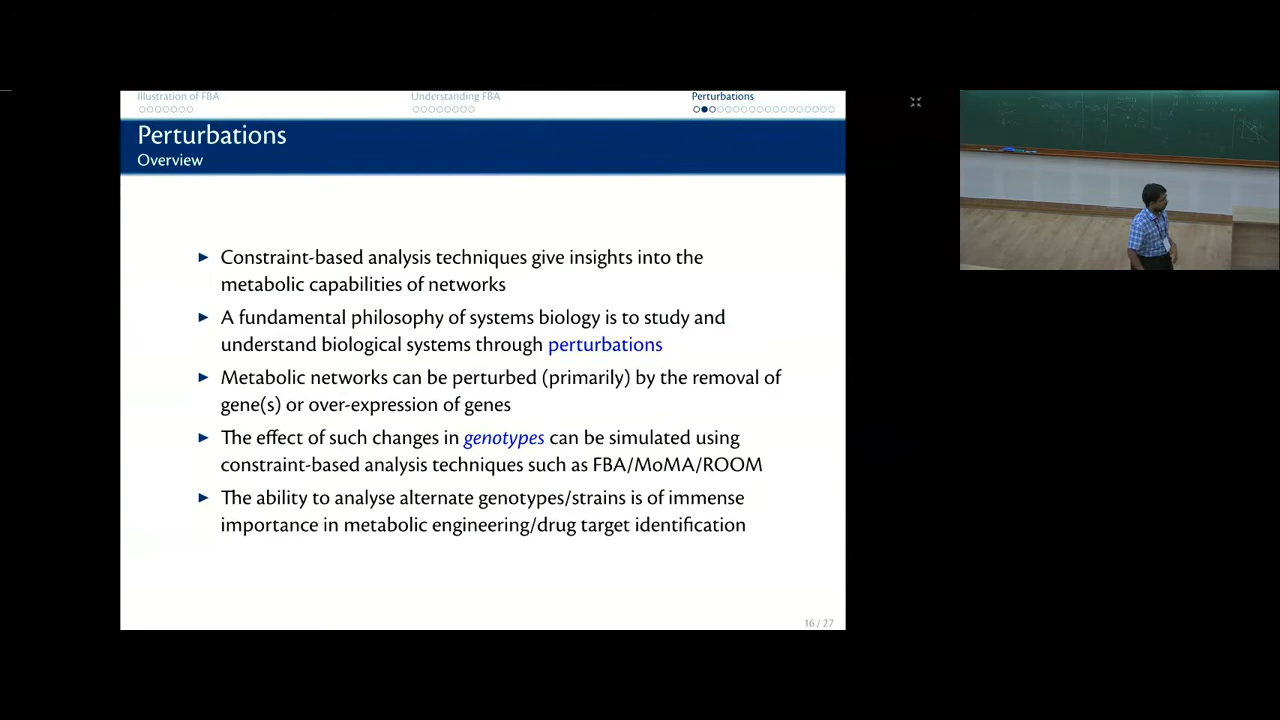 Illustration of FBA
Understanding FBA
Perturbations
Perturbations
Overview
Constraint-based analysis techniques give insights into the
metabolic capabilities of networks
A fundamental philosophy of systems biology is to study and
understand biological systems through perturbations
Metabolic networks can be perturbed (primarily) by the removal of
gene(s) or over-expression of genes
The effect of such changes in genotypes can be simulated using
constraint-based analysis techniques such as FBA/MoMA/ROOM
The ability to analyse alternate genotypes/strains is of immense
importance in metabolic engineering/drug target identification
16 / 27